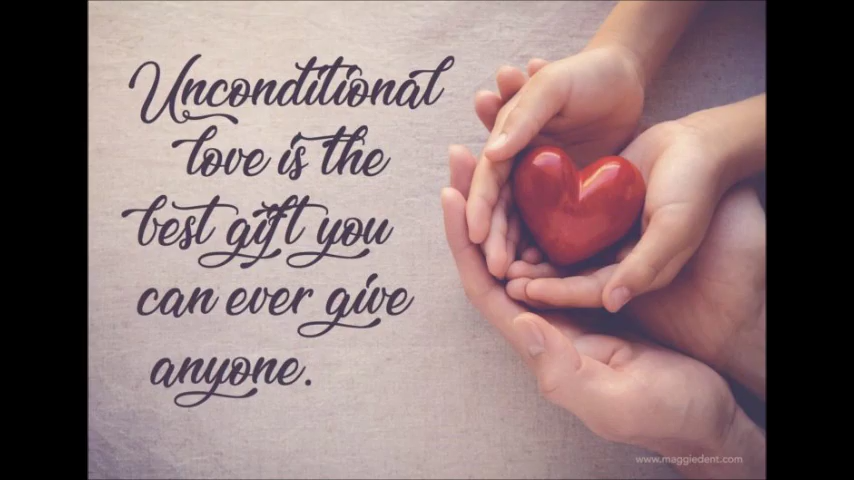 Unconditional
love is the
best gift you
can ever give
anyone.
www.maggiedent.com